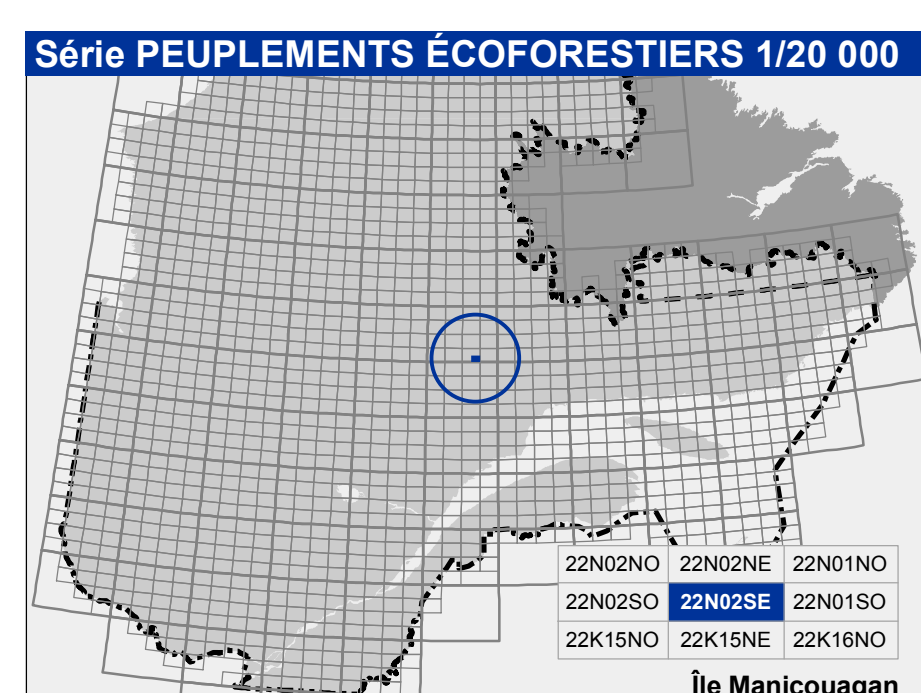 Série PEUPLEMENTS ÉCOFORESTIERS 1/20 000
22N02NO 22N02NE 22N01NO
22N02SO 22N02SE 22N01SO
22K15NO 22K15NE 22K16NO
Île Manicouagan